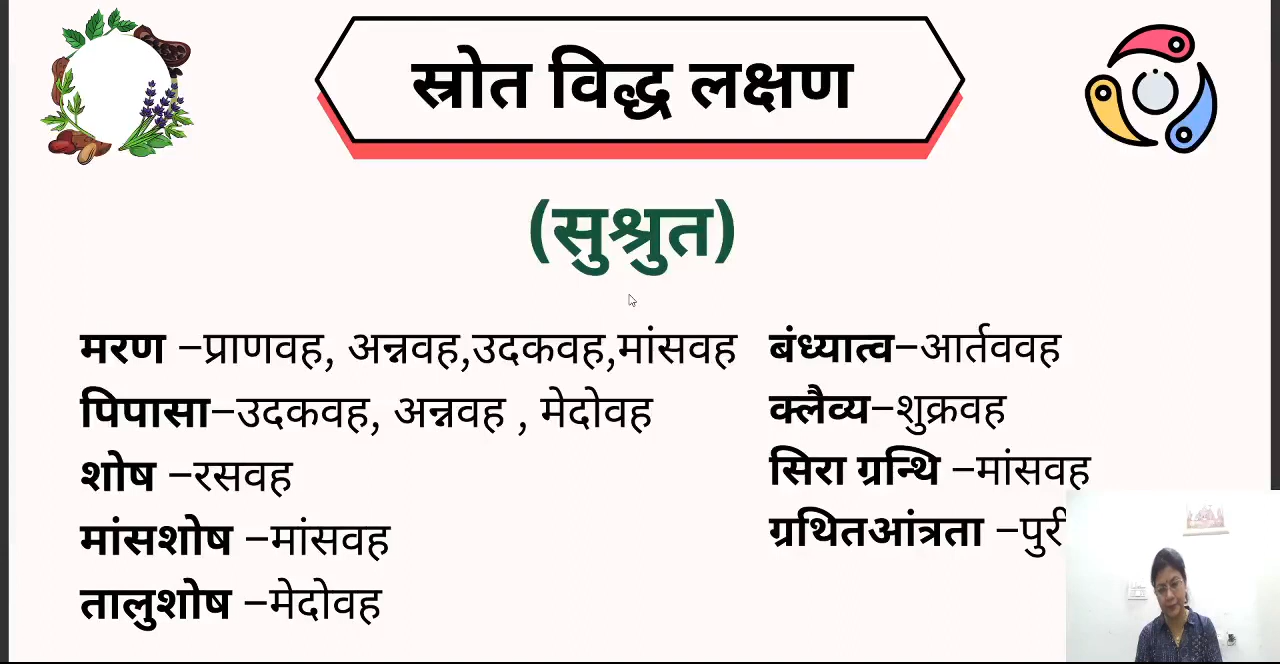 स्रोत विद्ध लक्षण
(सुश्रुत)
मरण –प्राणवह, अन्नवह,उदकवह,मांसवह
पिपासा–उदकवह, अन्नवह , मेदोवह
शोष –रसवह
मांसशोष –मांसवह
तालुशोष –मेदोवह
बंध्यात्व–आर्तववह
क्लैव्य–शुक्रवह
सिरा ग्रन्थि –मांसवह
ग्रथितआंत्रता –पुरी